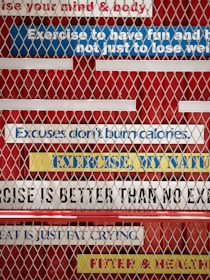 ise your mind & body.
Exercise to have fun and b
not just to lose wei
Excuses don't burn calories.
EXERCISE, MY NATU
RCISE IS BETTER THAN NO EXE
EAT IS JUST FAT CRYING.
& HEALTH